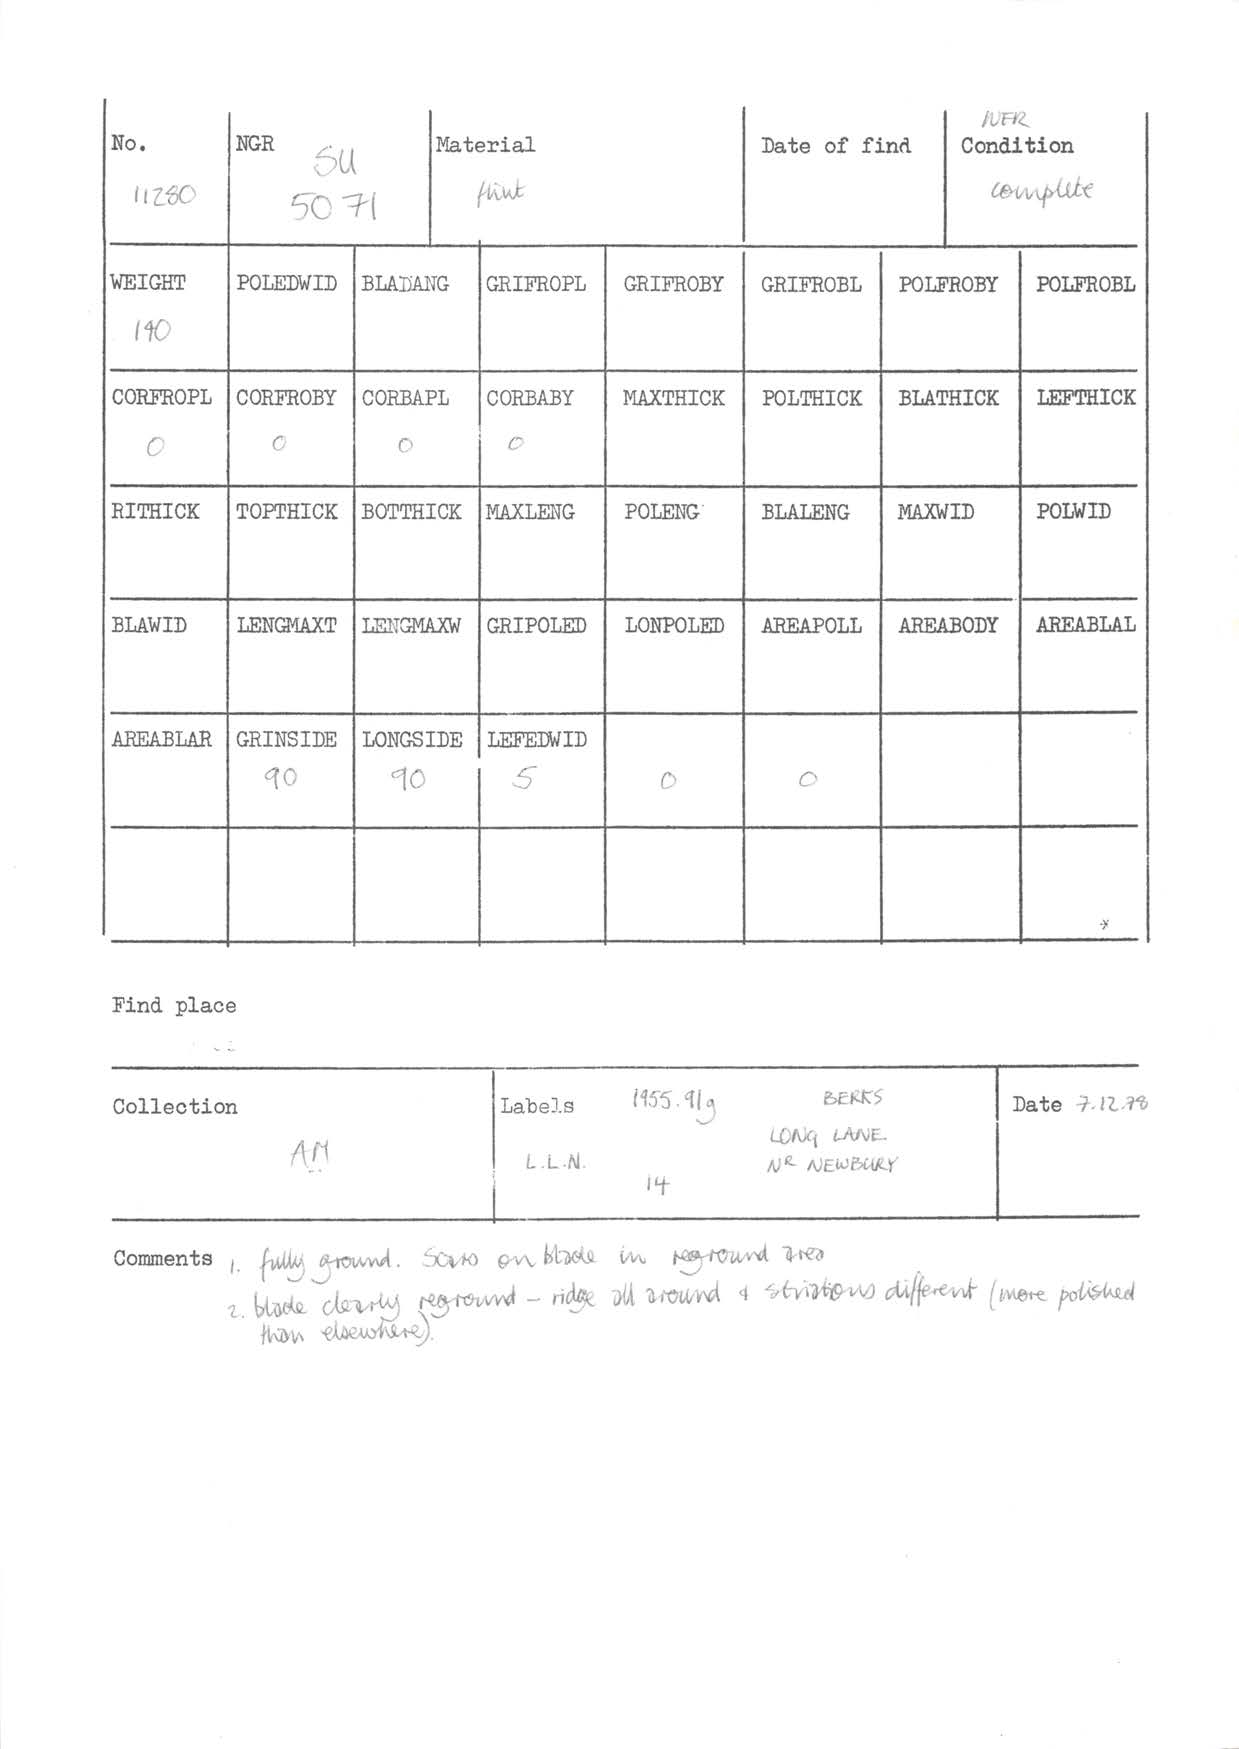 No. NGR Material Date of find Condition
SU
11280 50 71 flint complete
WEIGHT POLEDWID BLADANG GRIFROPL GRIFROBY GRIFROBL POLFROBY POLFROBL
190
CORFROPL CORFROBY CORBAPL CORBABY MAXTHICK POLTHICK BLATHICK LEFTHICK
0 0 0 0
RITHICK TOPTHICK BOTTHICK MAXLENG POLENG BLALENG MAXWID POLWID
BLAWID LENGMAXT LENGMAXW GRIPOLED LONPOLED AREAPOLL AREABODY AREABLAL
AREABLAR GRINSIDE LONGSIDE LEFEDWID
90 90 5 0 0
*
Find place
Collection Labels 1955.91g BERKS Date 7.12.78
LONG LANE
AM L.L.N. NR NEWBURY
14
Comments 1. fully ground. Scars on blade in reground area
2. blade clearly reground – ridge all around & striations different (more polished
than elsewhere).